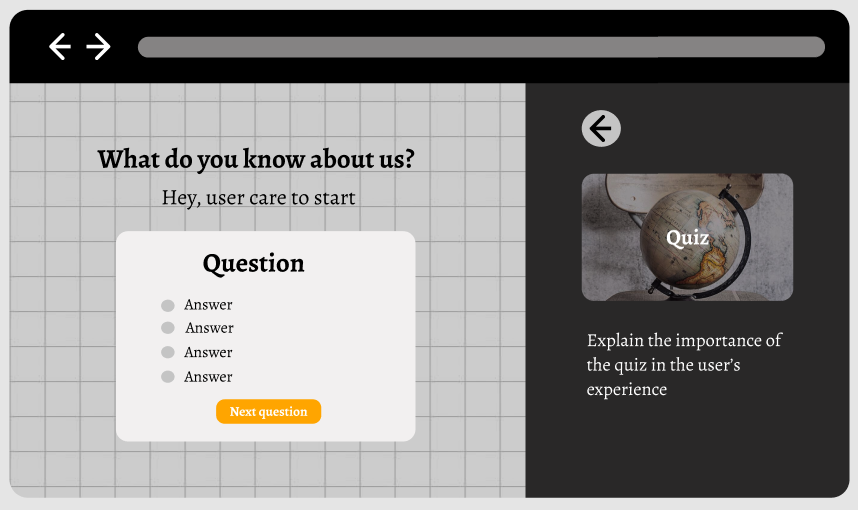 What do you know about us?
Hey, user care to start
Question
Answer
Answer
Answer
Answer
Next question
Quiz
Explain the importance of
the quiz in the user's
experience